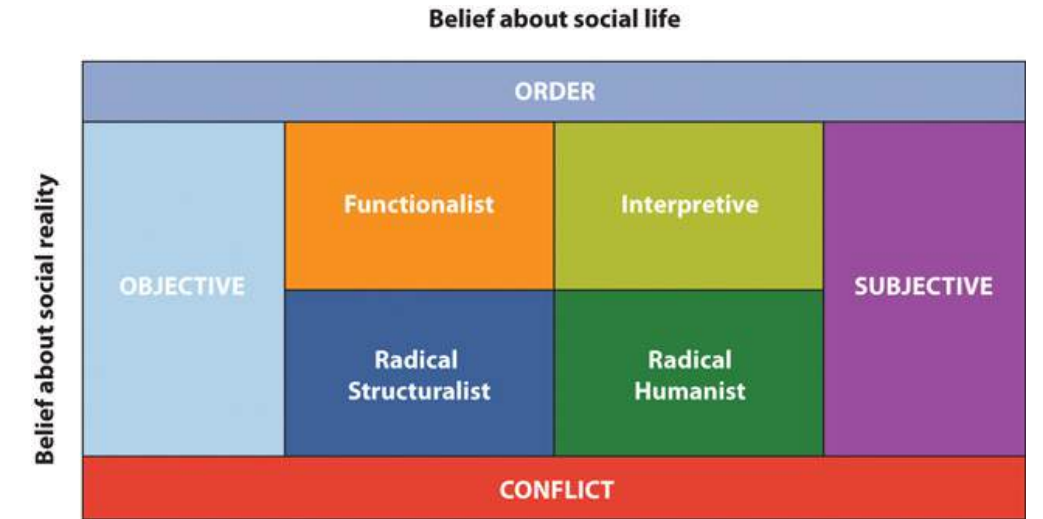 Belief about social life
ORDER
Belief about social reality
OBJECTIVE
Functionalist
Interpretive
SUBJECTIVE
Radical
Structuralist
Radical
Humanist
CONFLICT